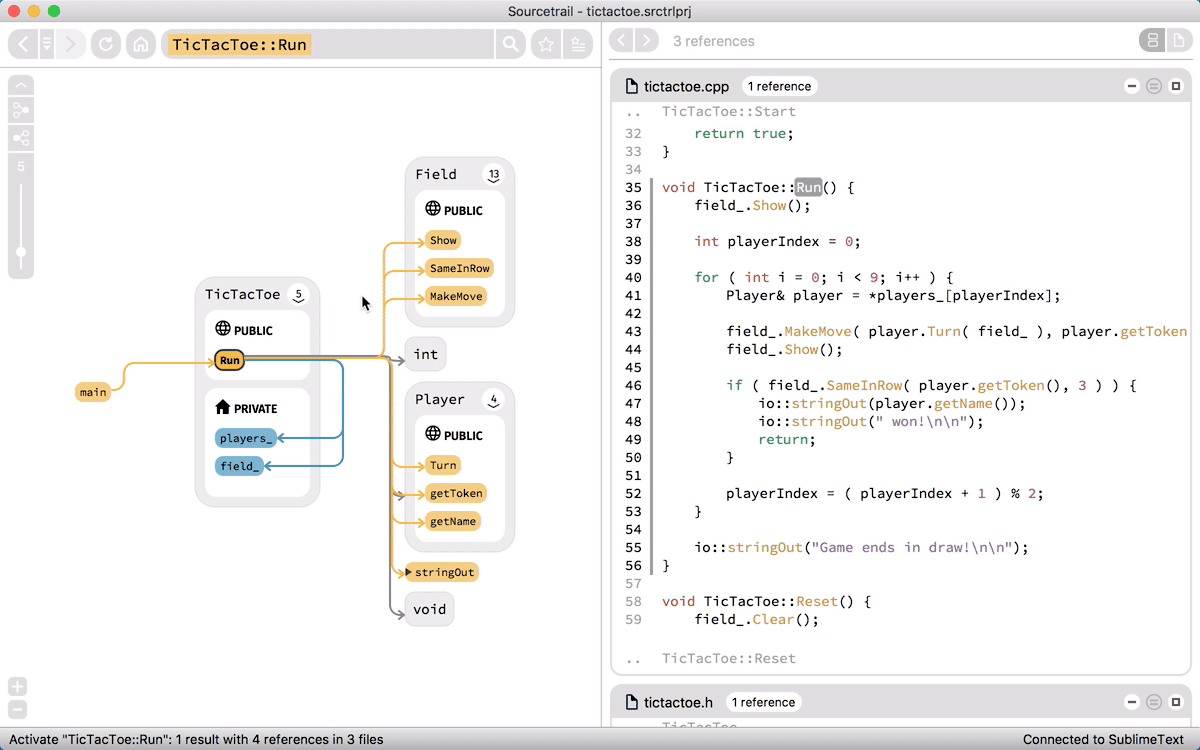 Sourcetrail - tictactoe.srctrlprj
TicTacToe::Run
3 references
5
Field 13
PUBLIC
Show
SameInRow
MakeMove
TicTacToe 5
PUBLIC
Run
PRIVATE
players_
field_
main
int
Player 4
PUBLIC
Turn
getToken
getName
stringOut
void
tictactoe.cpp 1 reference
.. TicTacToe::Start
32     return true;
33 }
34
35 void TicTacToe::Run() {
36     field_.Show();
37
38     int playerIndex = 0;
39
40     for ( int i = 0; i < 9; i++ ) {
41         Player& player = *players_[playerIndex];
42
43         field_.MakeMove( player.Turn( field_ ), player.getToken
44         field_.Show();
45
46         if ( field_.SameInRow( player.getToken(), 3 ) ) {
47             io::stringOut(player.getName());
48             io::stringOut(" won!\n\n");
49             return;
50         }
51
52         playerIndex = ( playerIndex + 1 ) % 2;
53     }
54
55     io::stringOut("Game ends in draw!\n\n");
56 }
57
58 void TicTacToe::Reset() {
59     field_.Clear();
.. TicTacToe::Reset
tictactoe.h 1 reference
TicTacToe
Activate "TicTacToe::Run": 1 result with 4 references in 3 files
Connected to SublimeText